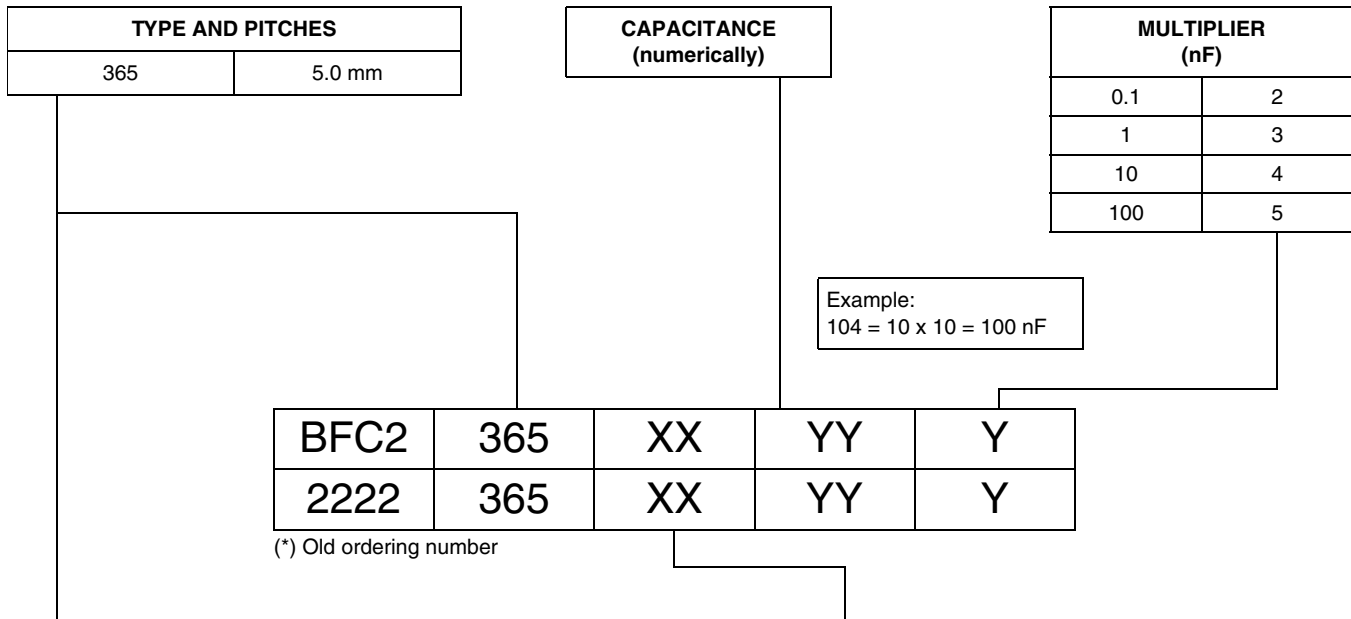 TYPE AND PITCHES
365 5.0 mm
CAPACITANCE
(numerically)
MULTIPLIER
(nF)
0.1 2
1 3
10 4
100 5
Example:
104 = 10 x 10 = 100 nF
BFC2 365 XX YY Y
2222 365 XX YY Y
(*) Old ordering number